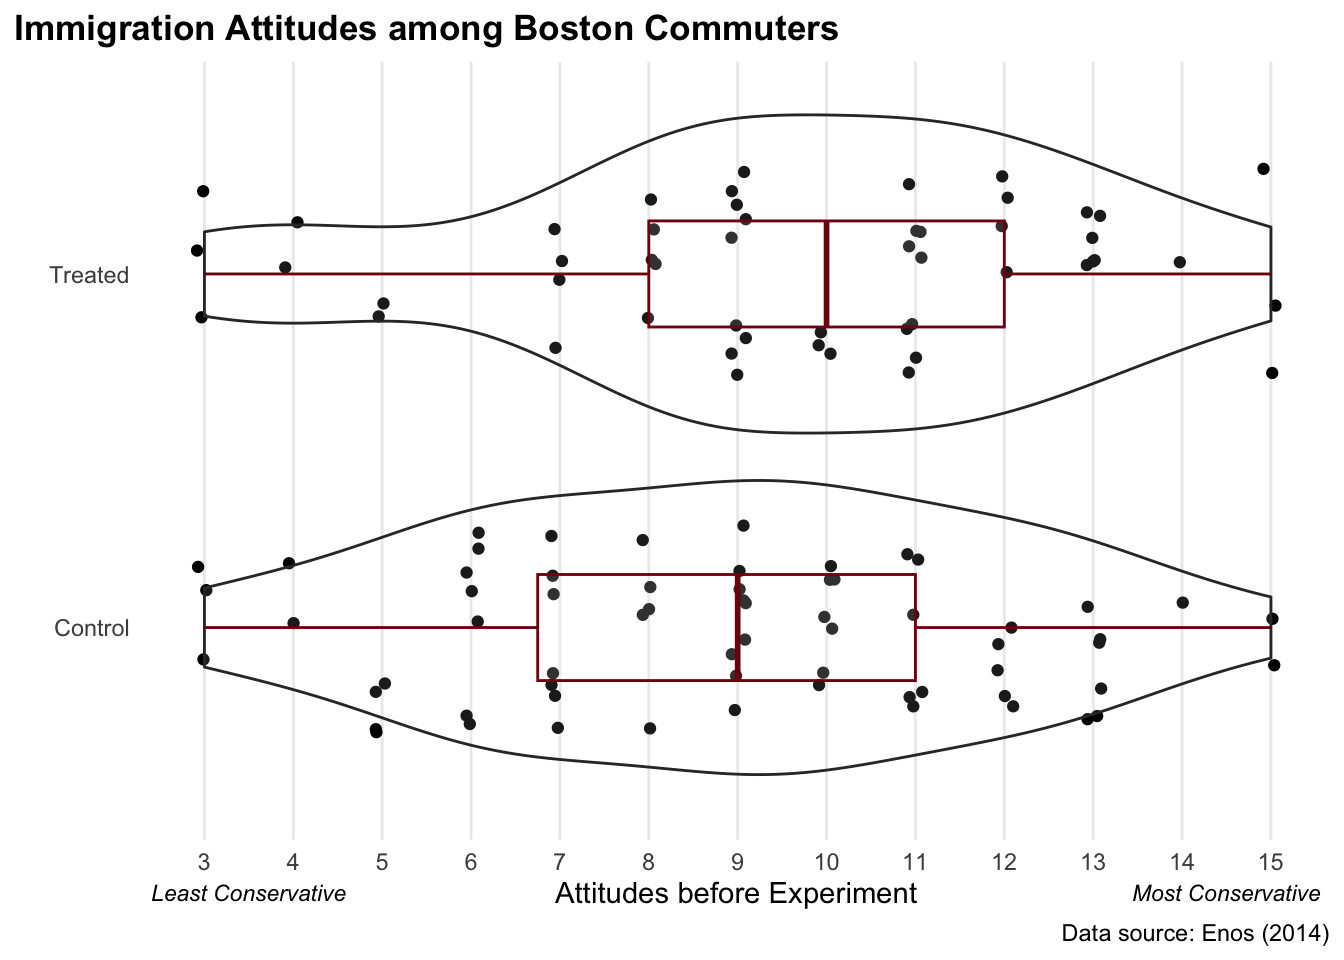 Immigration Attitudes among Boston Commuters
Treated
Control
3 4 5 6 7 8 9 10 11 12 13 14 15
Least Conservative Attitudes before Experiment Most Conservative
Data source: Enos (2014)